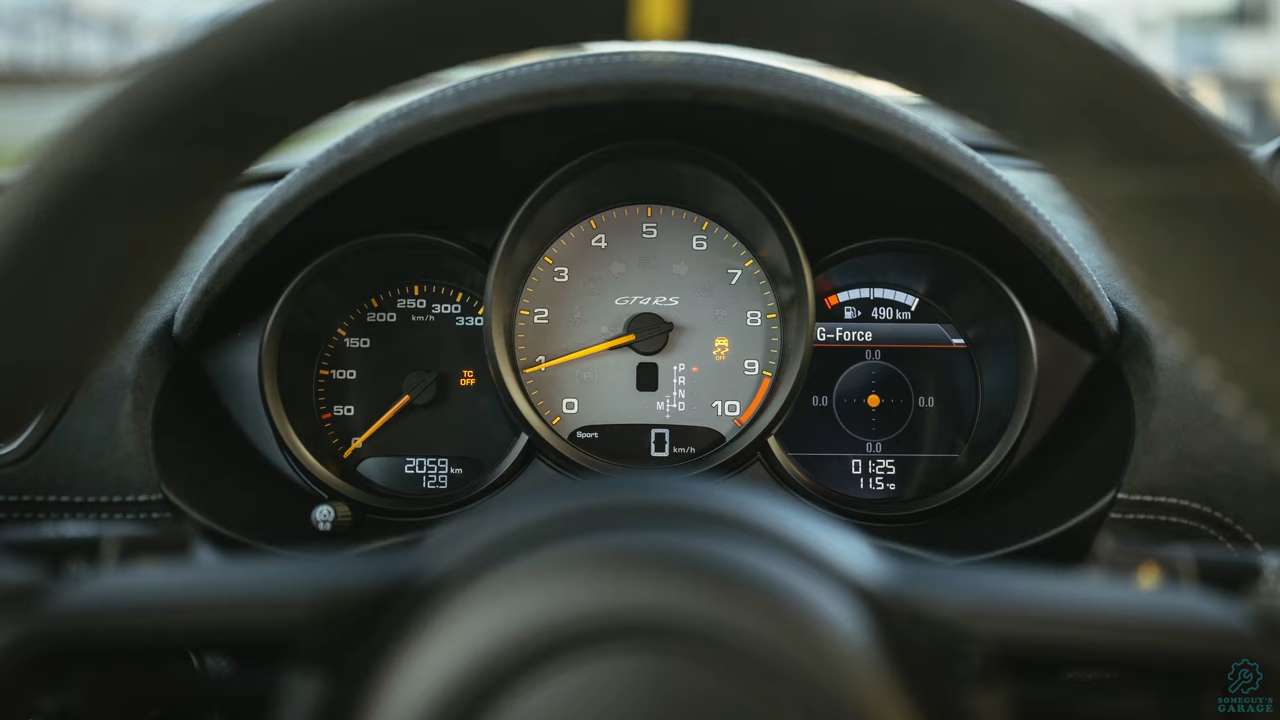 50
100
150
200
250
300
330
km/h
0
TC
OFF
2059 km
12.9
0
1
2
3
4
5
6
7
8
9
10
GT4RS
OFF
P
R
N
M D
Sport
0 km/h
490 km
G-Force
0.0
0.0 0.0
0.0
01:25
11.5 °C
SOMEGUY'S
GARAGE